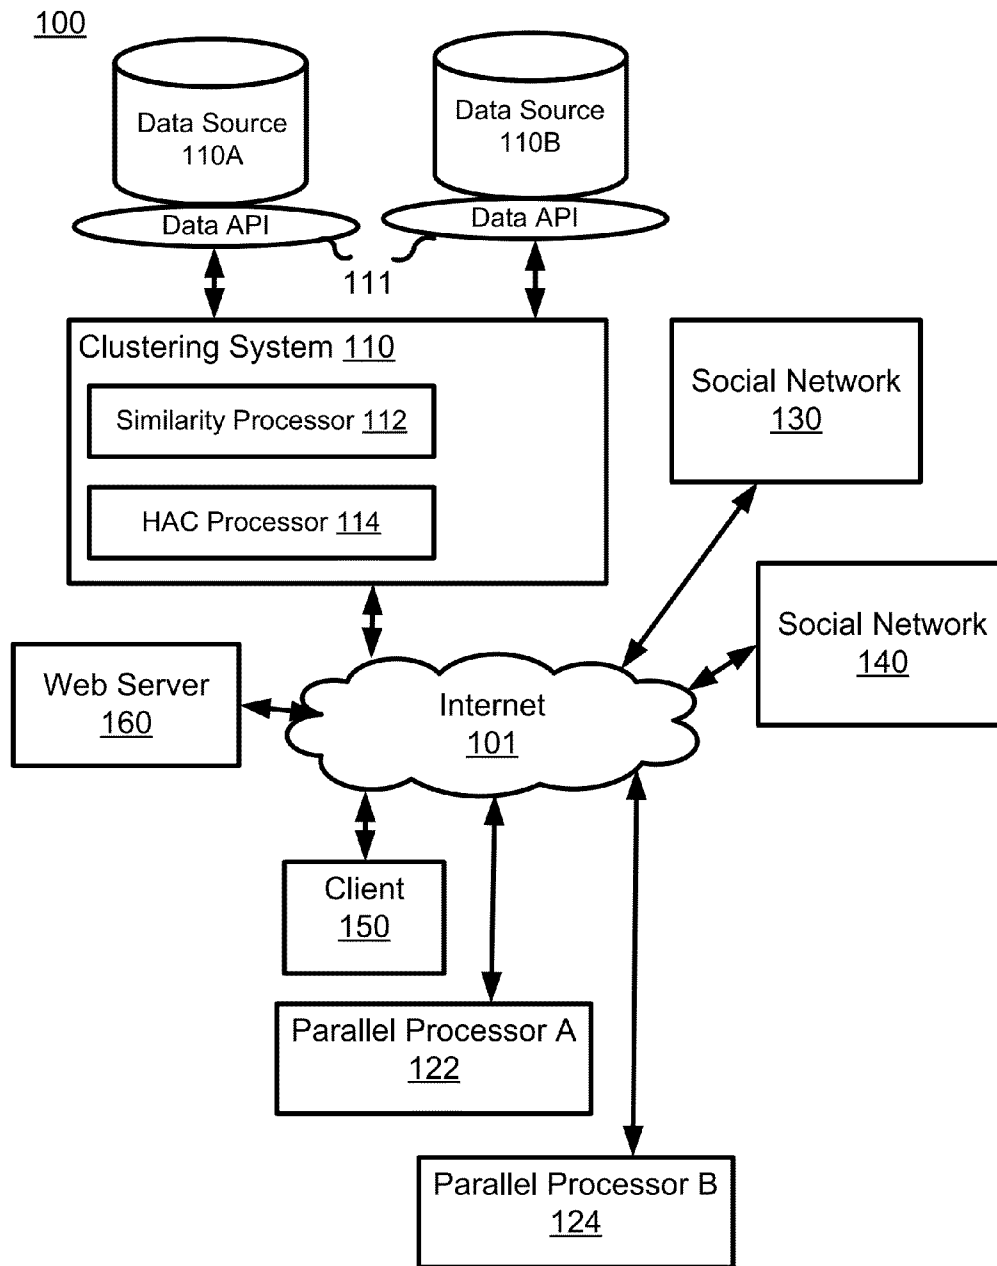 100
Data Source
110A
Data API
Data Source
110B
Data API
111
Clustering System 110
Similarity Processor 112
HAC Processor 114
Social Network
130
Social Network
140
Web Server
160
Internet
101
Client
150
Parallel Processor A
122
Parallel Processor B
124